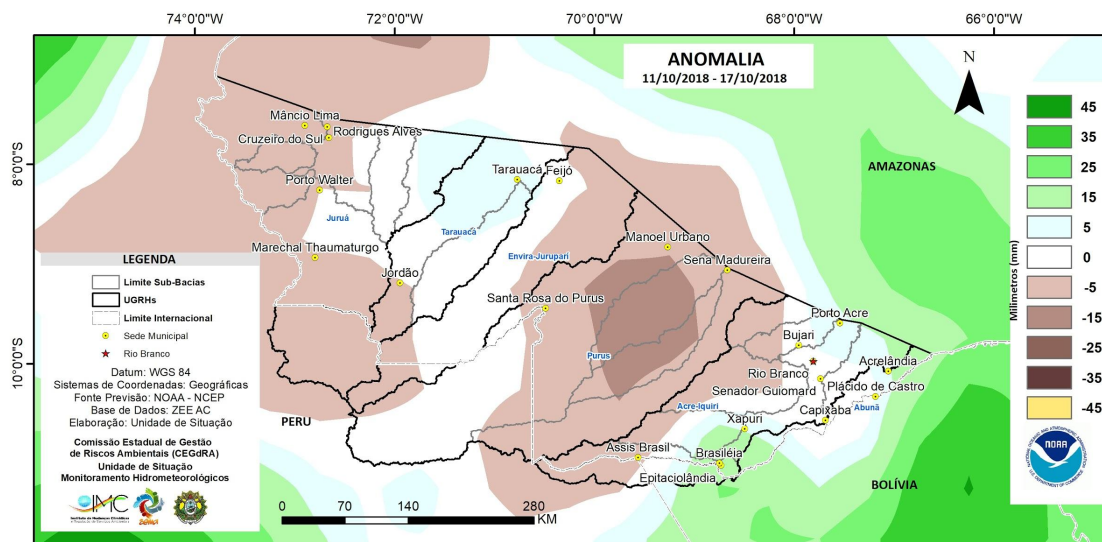 74°0'0"W
72°0'0"W
70°0'0"W
68°0'0"W
66°0'0"W
8°0'0"S
10°0'0"S
ANOMALIA
11/10/2018 - 17/10/2018
N
AMAZONAS
PERU
BOLÍVIA
Mâncio Lima
Rodrigues Alves
Cruzeiro do Sul
Porto Walter
Juruá
Marechal Thaumaturgo
Jordão
Tarauacá
Feijó
Tarauacá
Envira-Jurupari
Manoel Urbano
Sena Madureira
Santa Rosa do Purus
Purus
Porto Acre
Bujari
Acrelândia
Rio Branco
Plácido de Castro
Senador Guiomard
Abunã
Acre-Iquiri
Capixaba
Xapuri
Assis Brasil
Brasiléia
Epitaciolândia
LEGENDA
Limite Sub-Bacias
UGRHs
Limite Internacional
Sede Municipal
Rio Branco
Datum: WGS 84
Sistemas de Coordenadas: Geográficas
Fonte Previsão: NOAA - NCEP
Base de Dados: ZEE AC
Elaboração: Unidade de Situação
Comissão Estadual de Gestão
de Riscos Ambientais (CEGdRA)
Unidade de Situação
Monitoramento Hidrometeorológicos
IMC
0
70
140
280
KM
Milimetros (mm)
45
35
25
15
5
0
-5
-15
-25
-35
-45
NOAA